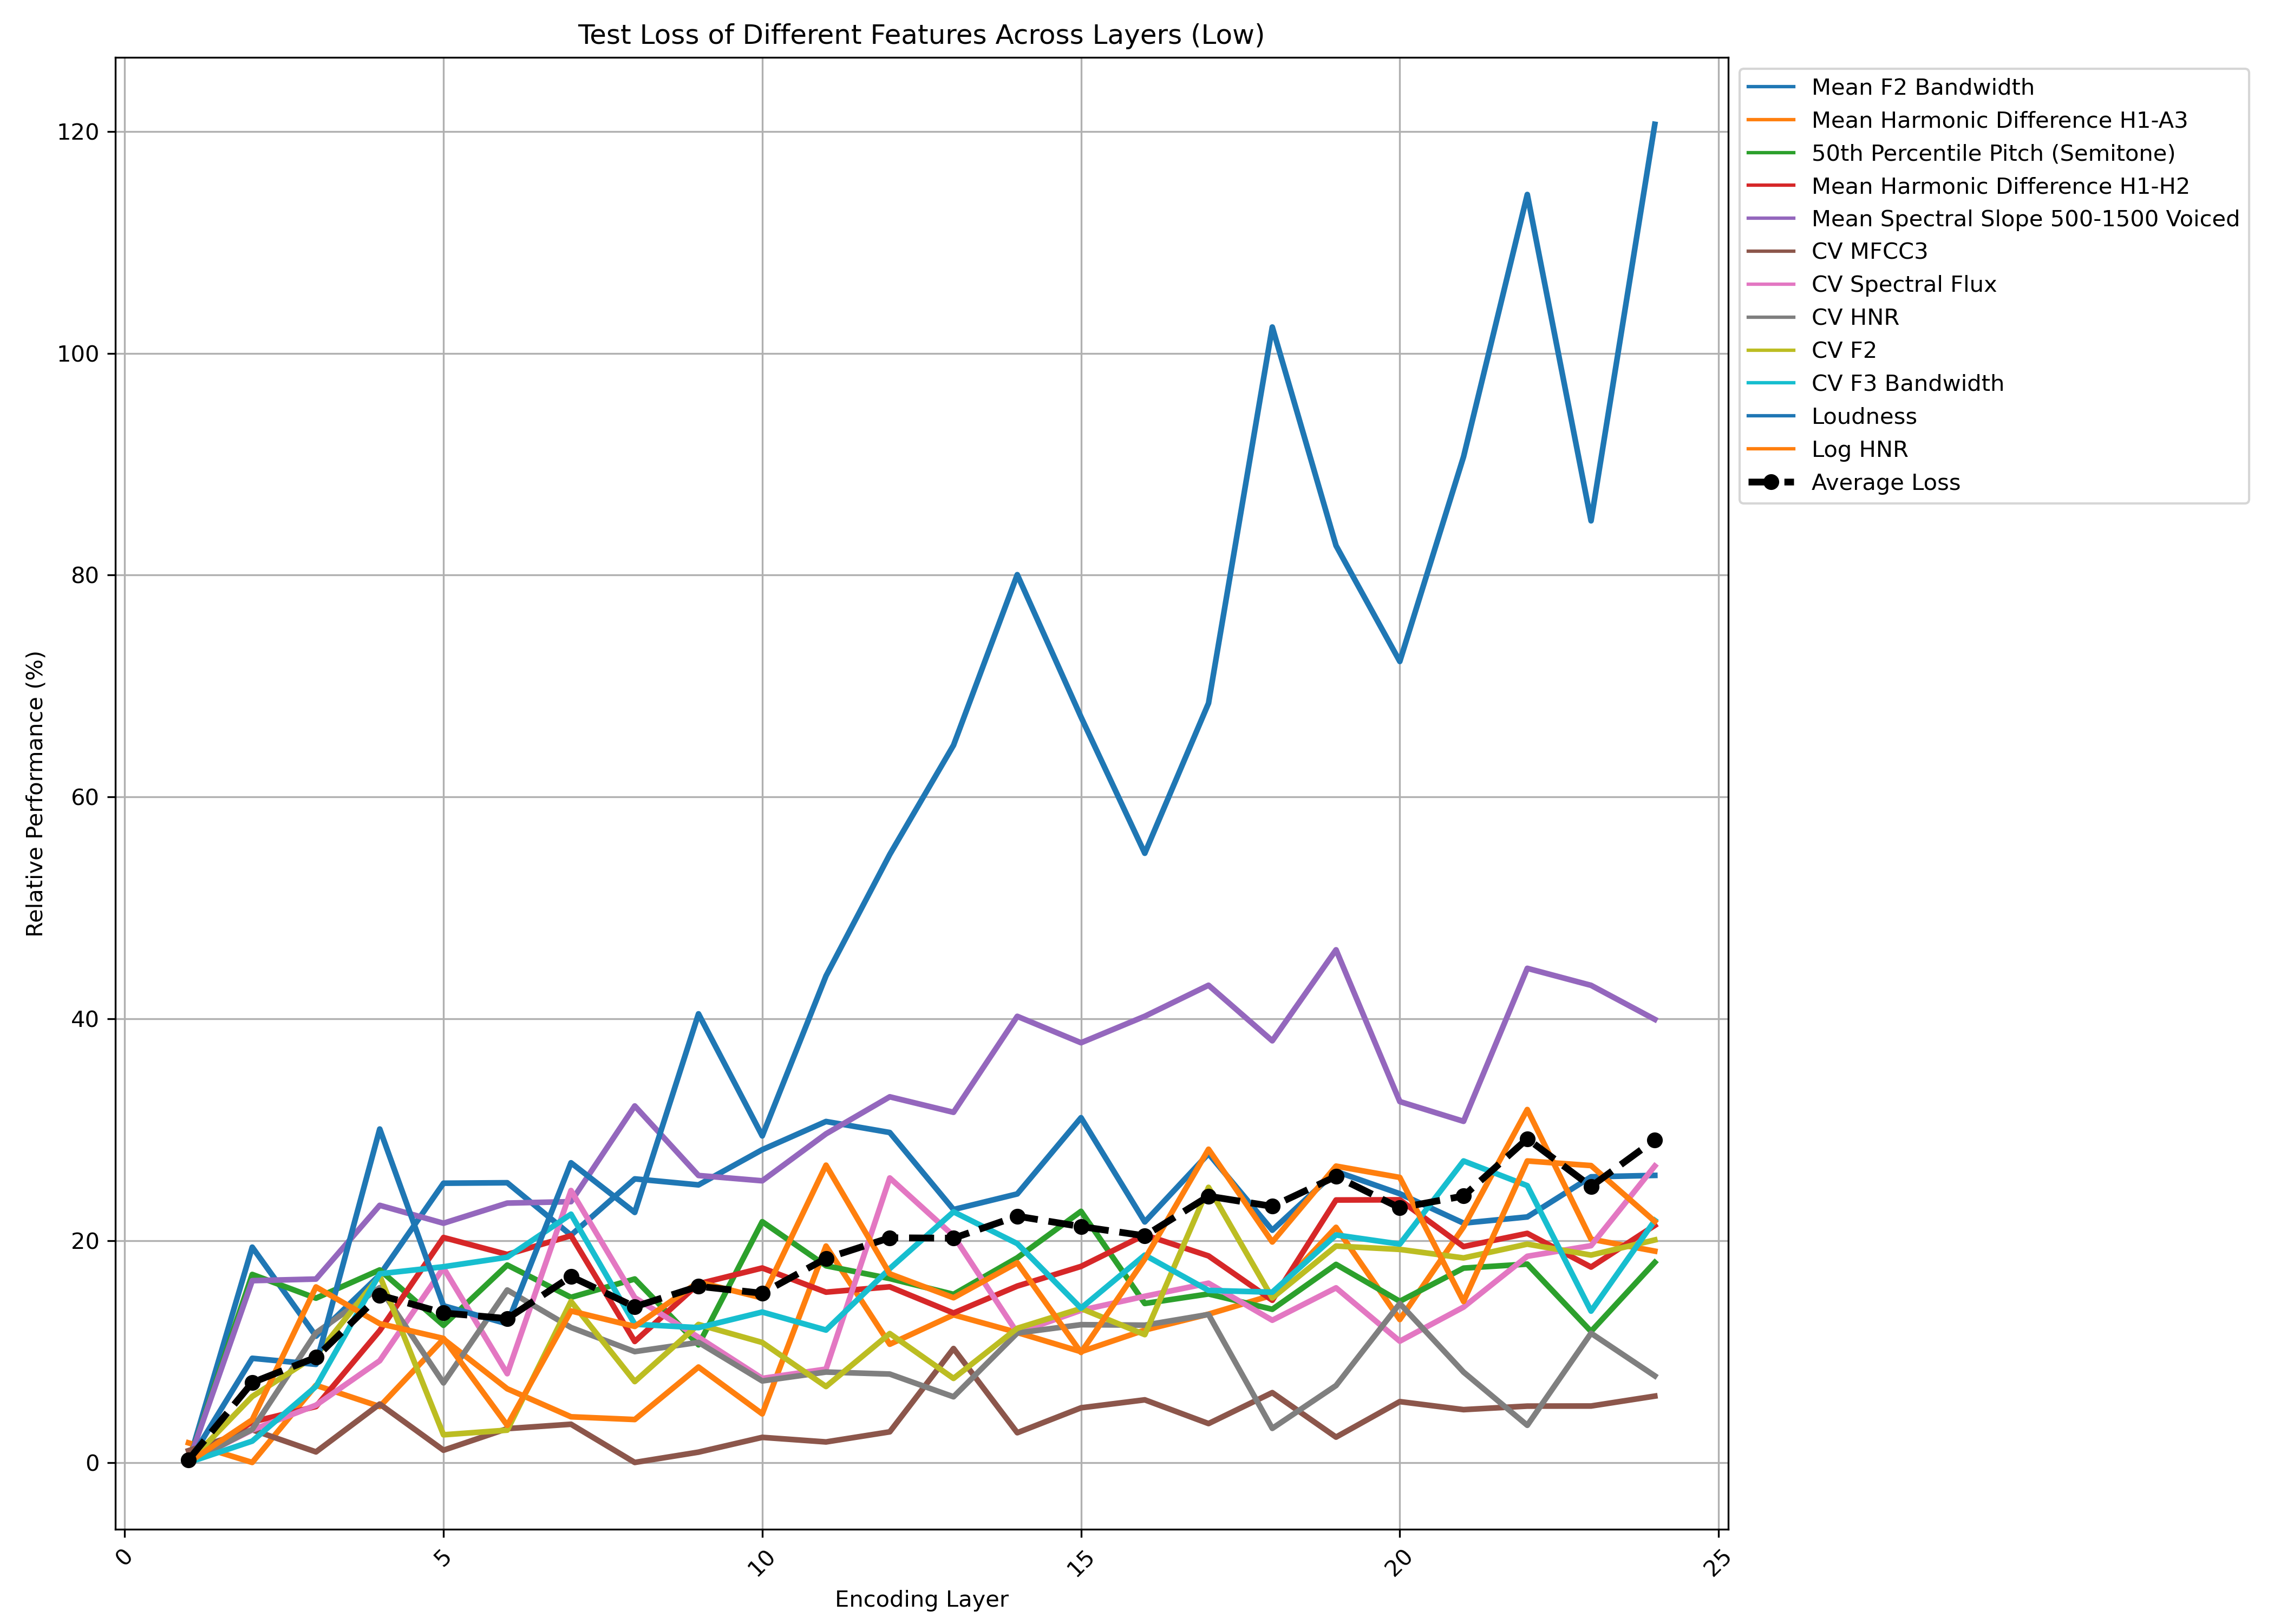 Test Loss of Different Features Across Layers (Low)
Relative Performance (%)
120
100
80
60
40
20
0
0
5
10
15
20
25
Encoding Layer
Mean F2 Bandwidth
Mean Harmonic Difference H1-A3
50th Percentile Pitch (Semitone)
Mean Harmonic Difference H1-H2
Mean Spectral Slope 500-1500 Voiced
CV MFCC3
CV Spectral Flux
CV HNR
CV F2
CV F3 Bandwidth
Loudness
Log HNR
Average Loss